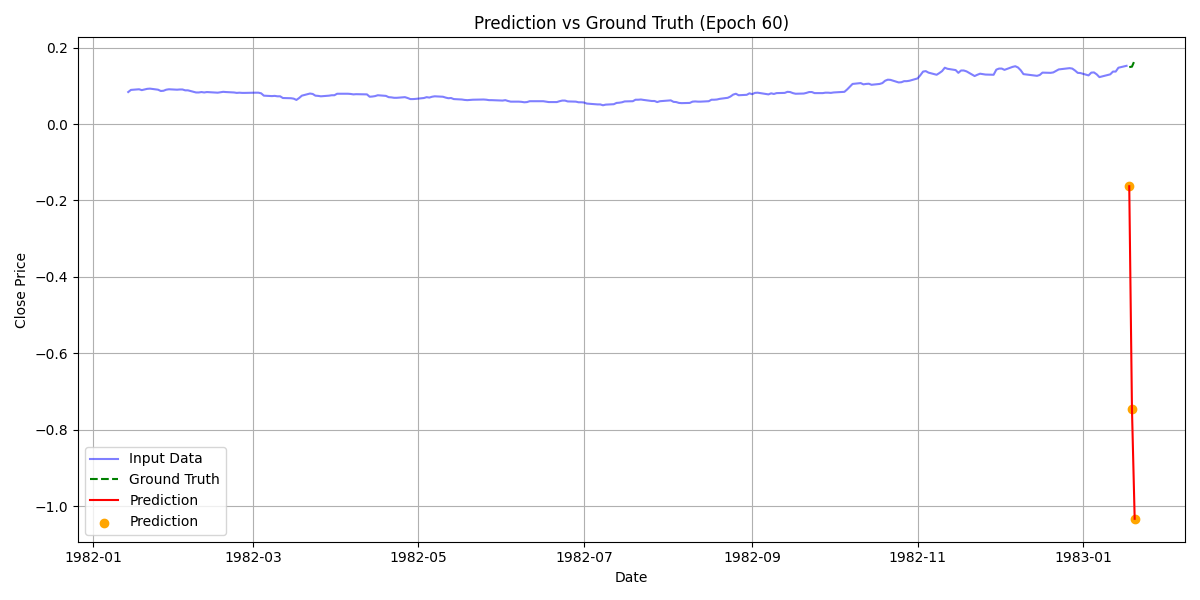 Prediction vs Ground Truth (Epoch 60)
Close Price
0.2
0.0
−0.2
−0.4
−0.6
−0.8
−1.0
Input Data
Ground Truth
Prediction
Prediction
1982-01
1982-03
1982-05
1982-07
1982-09
1982-11
1983-01
Date